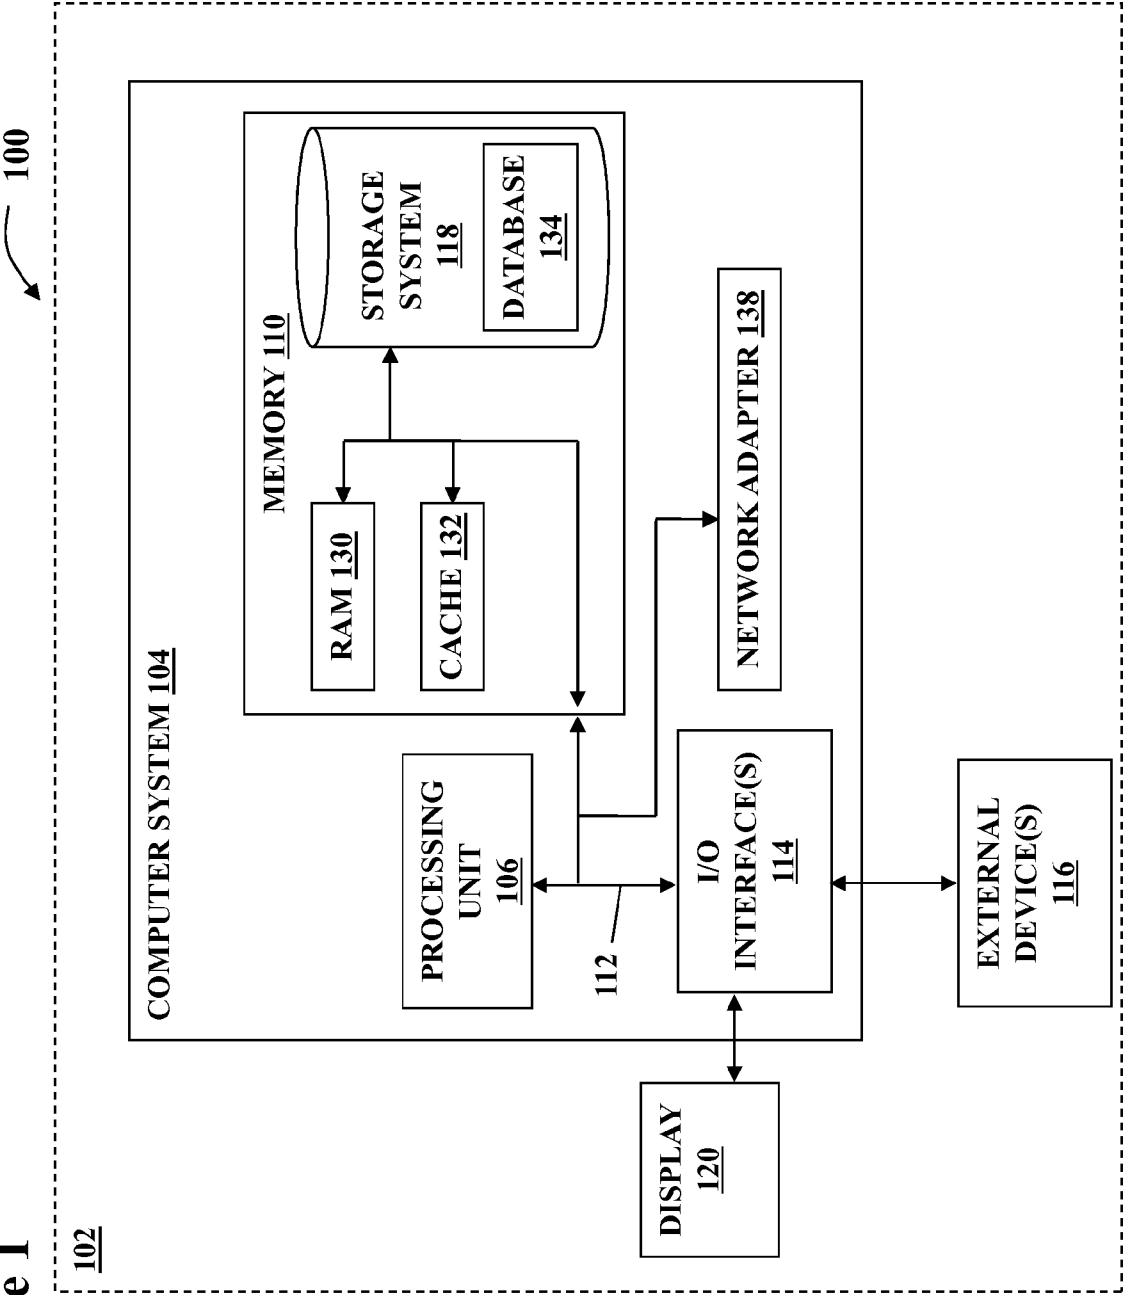 e 1
100
102
COMPUTER SYSTEM 104
MEMORY 110
RAM 130
CACHE 132
STORAGE
SYSTEM
118
DATABASE
134
PROCESSING
UNIT
106
112
DISPLAY
120
I/O
INTERFACE(S)
114
NETWORK ADAPTER 138
EXTERNAL
DEVICE(S)
116